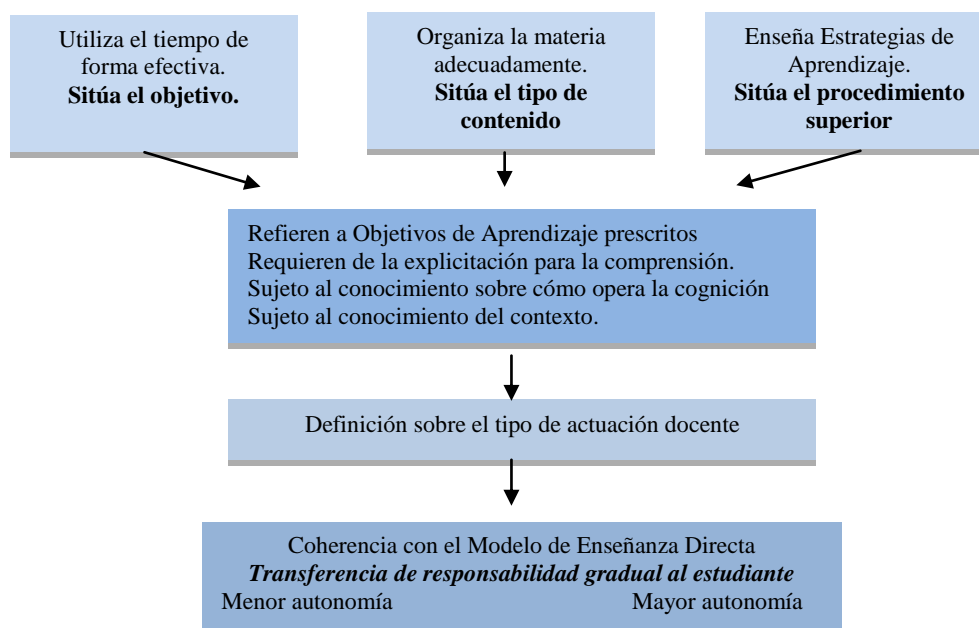 Utiliza el tiempo de
forma efectiva.
Sitúa el objetivo.
Organiza la materia
adecuadamente.
Sitúa el tipo de
contenido
Enseña Estrategias de
Aprendizaje.
Sitúa el procedimiento
superior
Refieren a Objetivos de Aprendizaje prescritos
Requieren de la explicitación para la comprensión.
Sujeto al conocimiento sobre cómo opera la cognición
Sujeto al conocimiento del contexto.
Definición sobre el tipo de actuación docente
Coherencia con el Modelo de Enseñanza Directa
Transferencia de responsabilidad gradual al estudiante
Menor autonomía Mayor autonomía